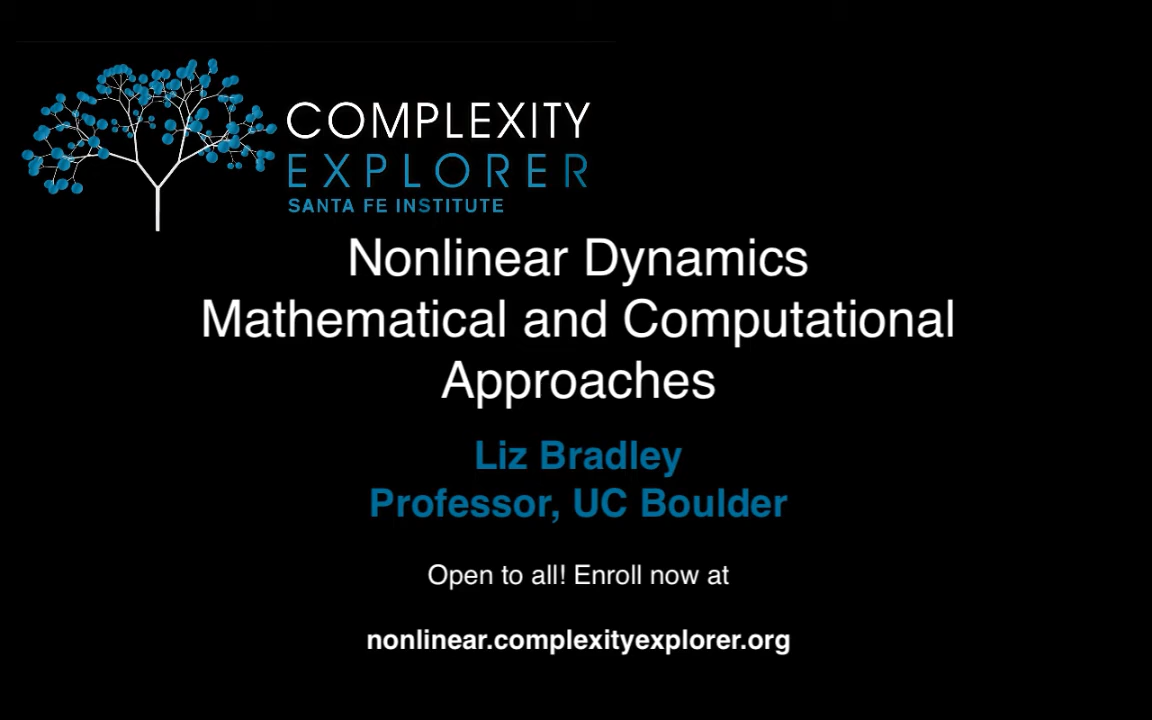 COMPLEXITY
EXPLORER
SANTA FE INSTITUTE
Nonlinear Dynamics
Mathematical and Computational
Approaches
Liz Bradley
Professor, UC Boulder
Open to all! Enroll now at
nonlinear.complexityexplorer.org